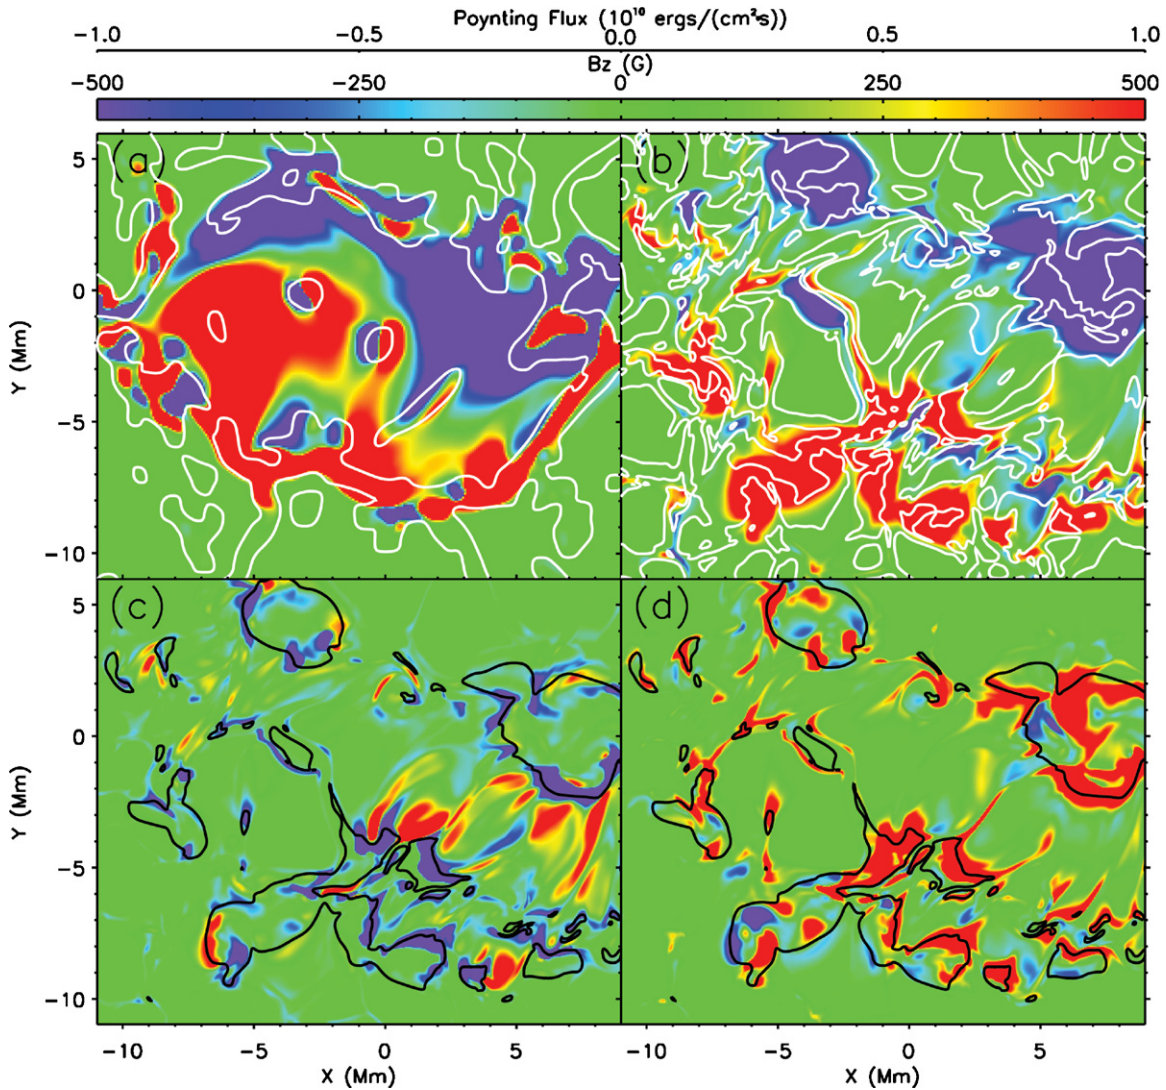 Poynting Flux (10¹⁰ ergs/(cm²s))
-1.0 -0.5 0.0 0.5 1.0
Bz (G)
-500 -250 0 250 500
(a) (b)
5
0
-5
-10
Y (Mm)
(c) (d)
5
0
-5
-10
Y (Mm)
-10 -5 0 5 -10 -5 0 5
X (Mm) X (Mm)